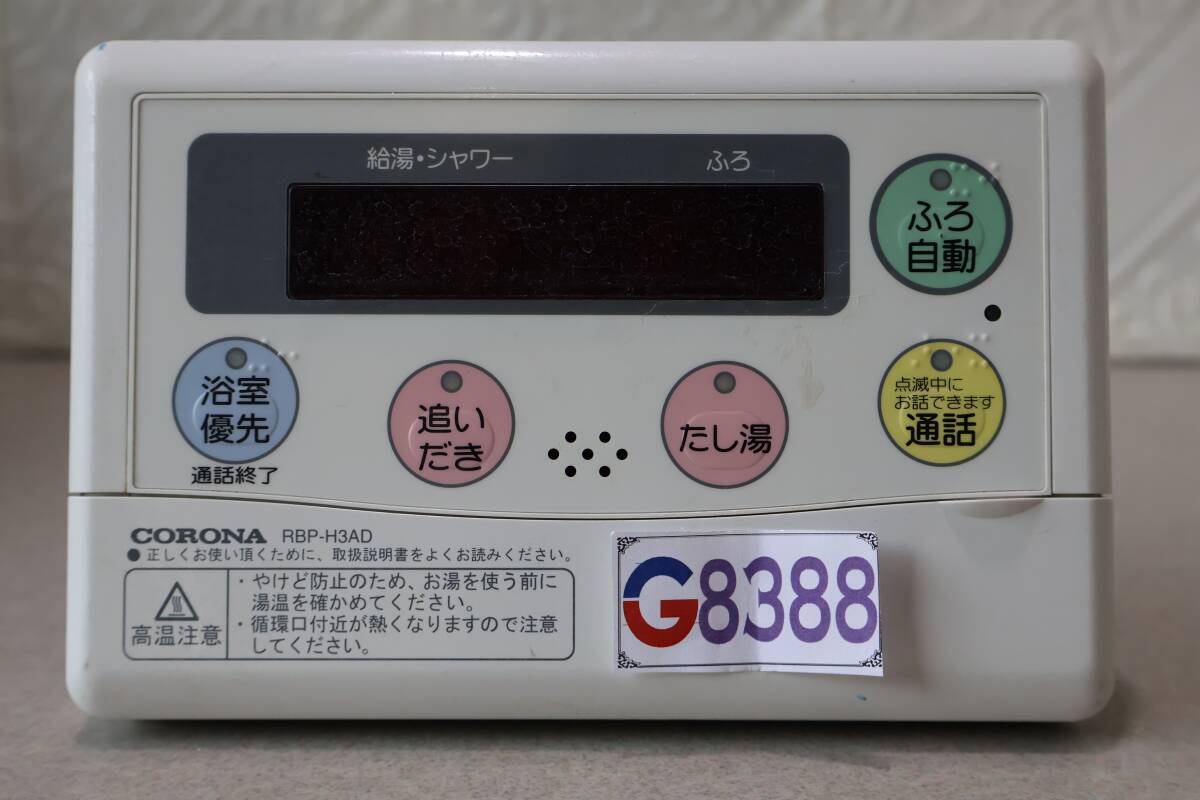 給湯・シャワー ふろ
ふろ
自動
浴室
優先
通話終了
追い
だき
たし湯
点滅中に
お話できます
通話
CORONA RBP-H3AD
●正しくお使い頂くために、取扱説明書をよくお読みください。
高温注意
・やけど防止のため、お湯を使う前に
湯温を確かめてください。
・循環口付近が熱くなりますので注意
してください。
G8388